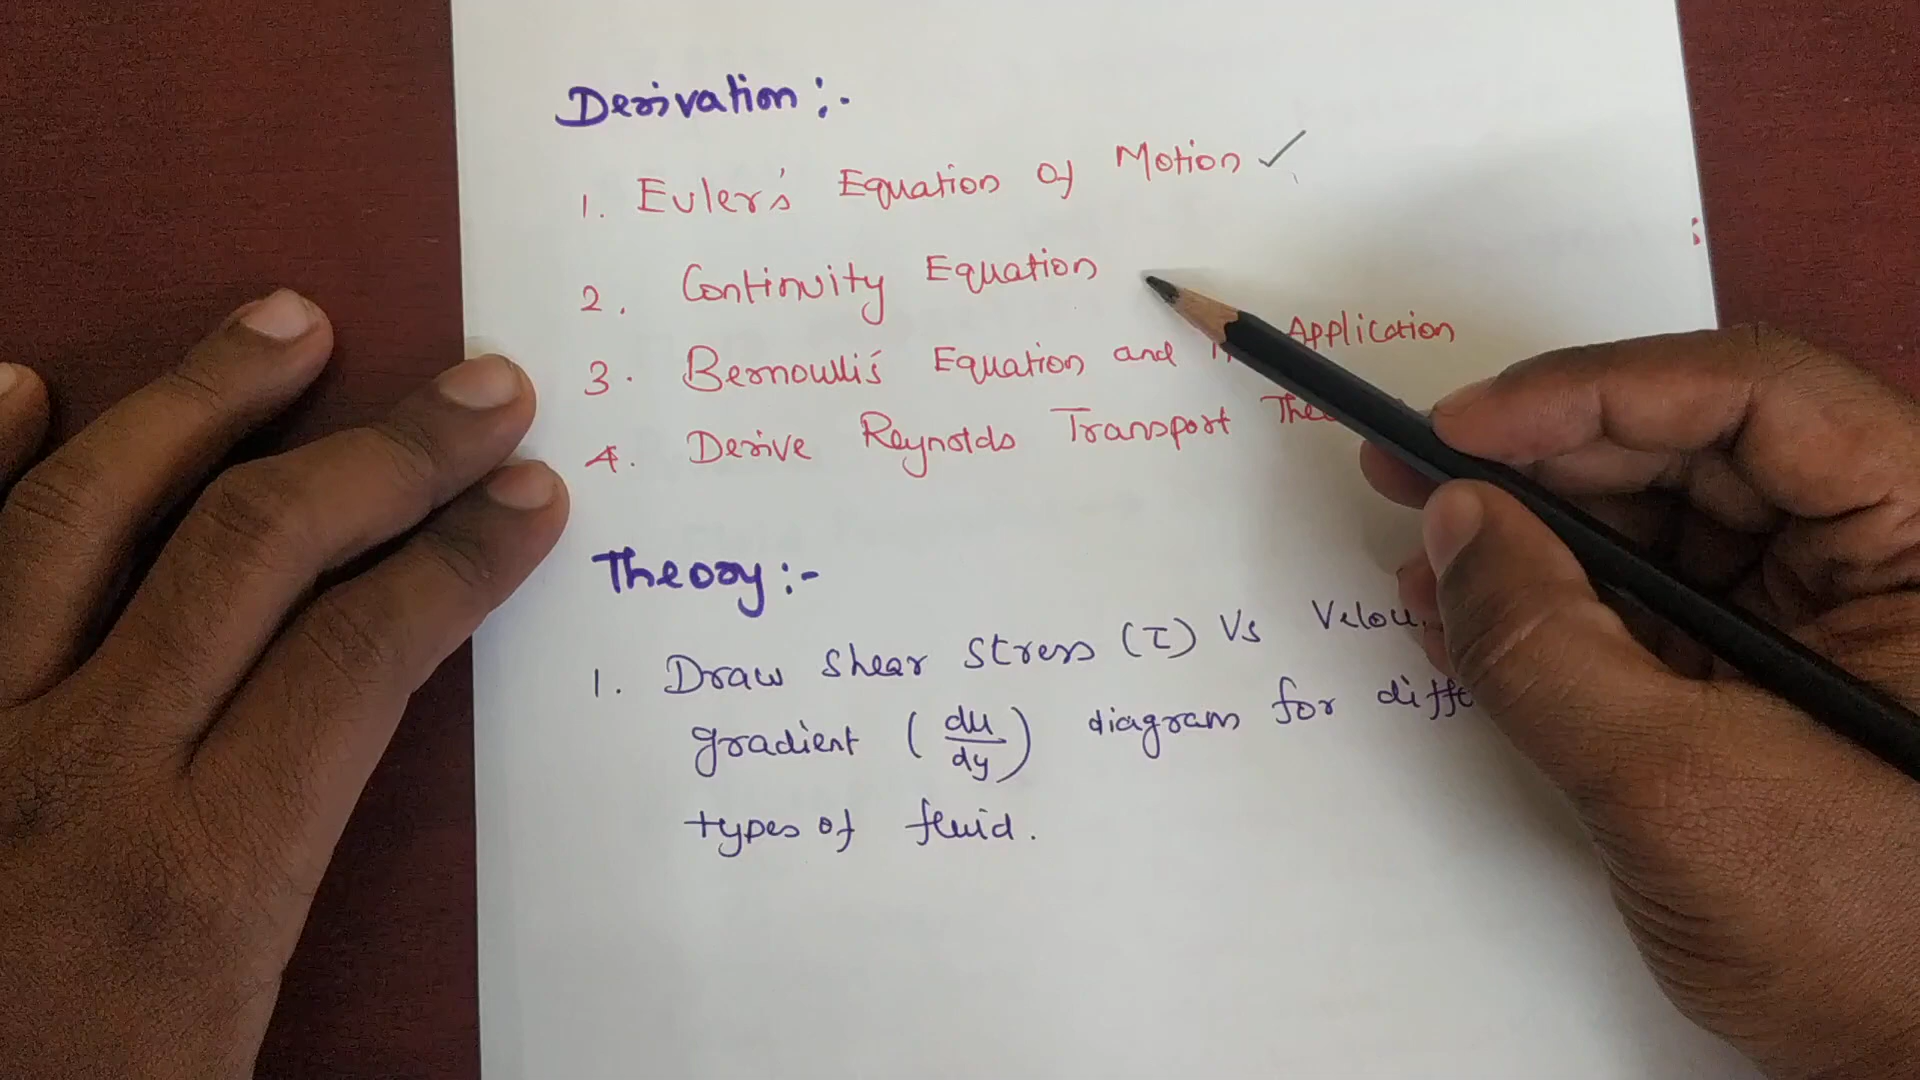 Derivation :-
1. Euler's Equation of Motion ✓
2. Continuity Equation
3. Bernoulli's Equation and Application
4. Derive Reynolds Transport
Theory :-
1. Draw Shear Stress (τ) Vs
gradient (du/dy) diagram for
types of fluid.